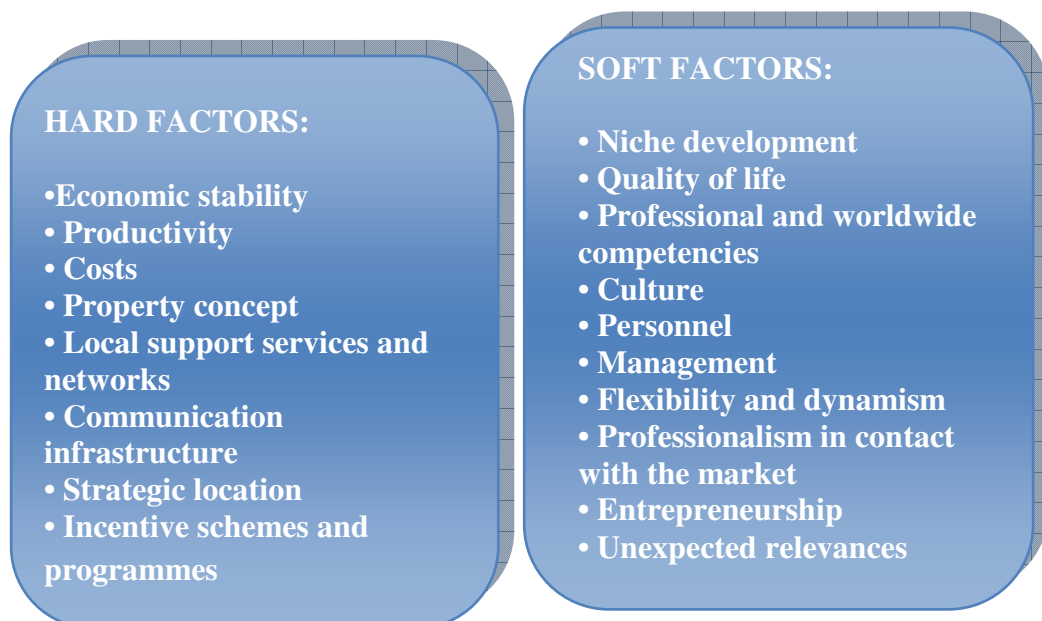 HARD FACTORS:
•Economic stability
• Productivity
• Costs
• Property concept
• Local support services and
networks
• Communication
infrastructure
• Strategic location
• Incentive schemes and
programmes
SOFT FACTORS:
• Niche development
• Quality of life
• Professional and worldwide
competencies
• Culture
• Personnel
• Management
• Flexibility and dynamism
• Professionalism in contact
with the market
• Entrepreneurship
• Unexpected relevances